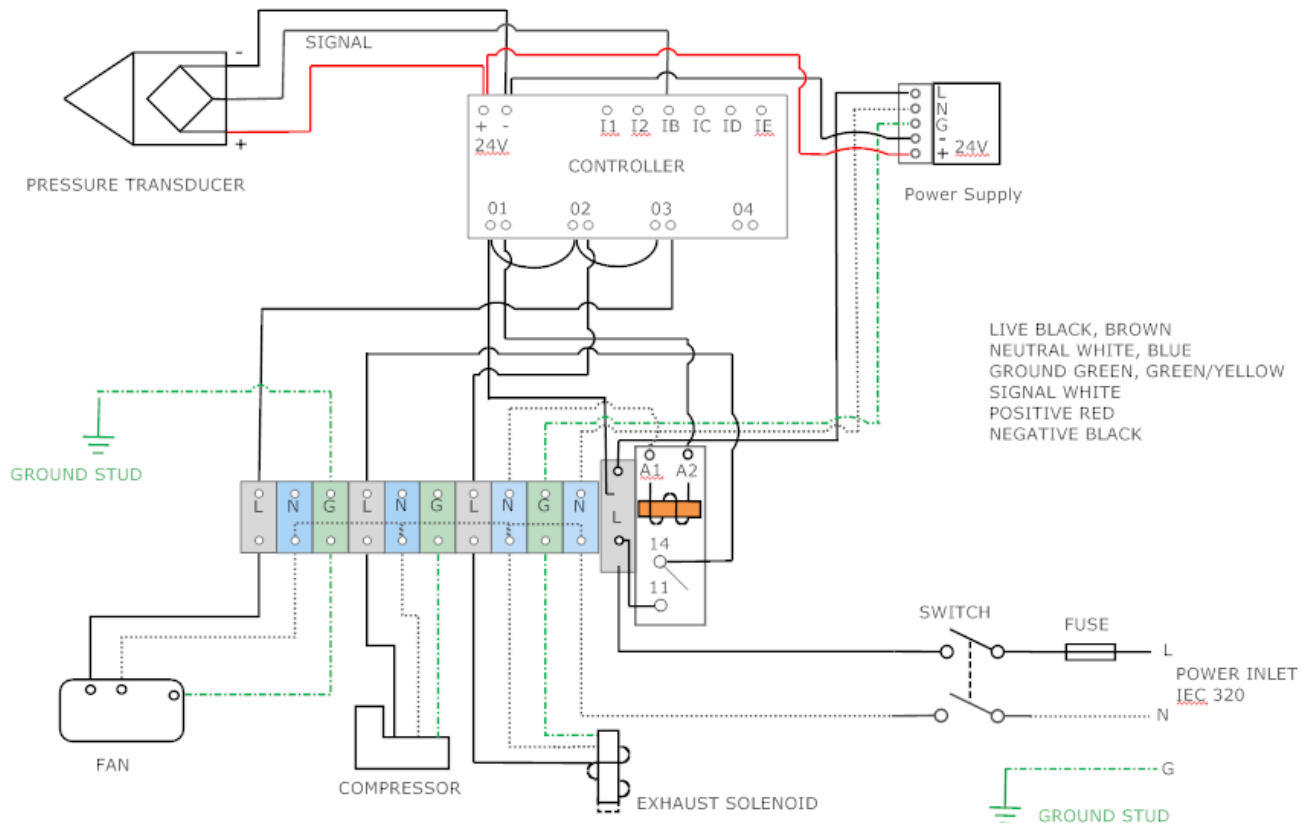 SIGNAL
-
+
PRESSURE TRANSDUCER
+ -
24V
I1 I2 IB IC ID IE
CONTROLLER
01 02 03 04
L
N
G
-
+
24V
Power Supply
LIVE BLACK, BROWN
NEUTRAL WHITE, BLUE
GROUND GREEN, GREEN/YELLOW
SIGNAL WHITE
POSITIVE RED
NEGATIVE BLACK
GROUND STUD
L N G L N G L N G N
L
L
A1 A2
14
11
SWITCH
FUSE
L
POWER INLET
IEC 320
N
G
GROUND STUD
FAN
COMPRESSOR
EXHAUST SOLENOID